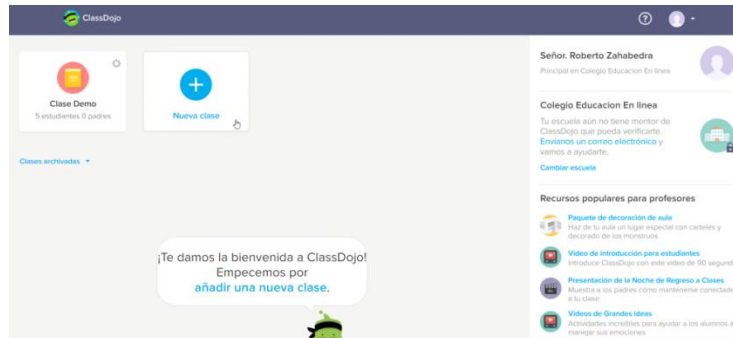 ClassDojo
Clase Demo
5 estudiantes 0 padres
Nueva clase
Clases archivadas
¡Te damos la bienvenida a ClassDojo!
Empecemos por
añadir una nueva clase.
Señor. Roberto Zahabedra
Principal en Colegio Educacion En linea
Colegio Educacion En linea
Tu escuela aún no tiene mentor de
ClassDojo que pueda verificarte.
Envíanos un correo electrónico y
vamos a ayudarte.
Cambiar escuela
Recursos populares para profesores
Paquete de decoración de aula
Haz de tu aula un lugar especial con carteles y
decorado de los monstruos
Video de introducción para estudiantes
Introduce ClassDojo con este video de 90 segund
Presentación de la Noche de Regreso a Clases
Muestra a los padres cómo mantenerse conectado
a tu clase
Videos de Grandes Ideas
Actividades increíbles para ayudar a los alumnos a
manejar sus emociones